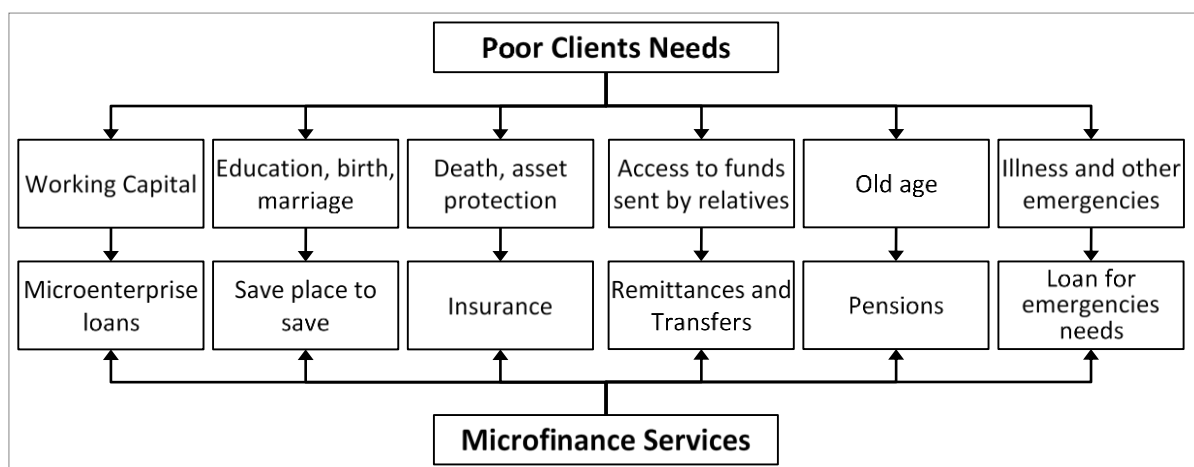 Poor Clients Needs
Working Capital
Education, birth,
marriage
Death, asset
protection
Access to funds
sent by relatives
Old age
Illness and other
emergencies
Microenterprise
loans
Save place to
save
Insurance
Remittances and
Transfers
Pensions
Loan for
emergencies
needs
Microfinance Services